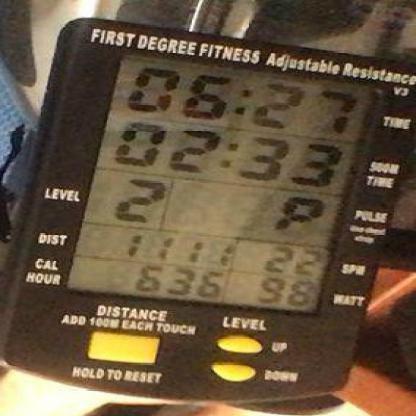 FIRST DEGREE FITNESS Adjustable Resistance
V3
06:27 TIME
02:33 500M TIME
LEVEL 2 P PULSE
DIST 1111 22 SPM
CAL HOUR 636 98 WATT
DISTANCE
ADD 100M EACH TOUCH
HOLD TO RESET
LEVEL
UP
DOWN